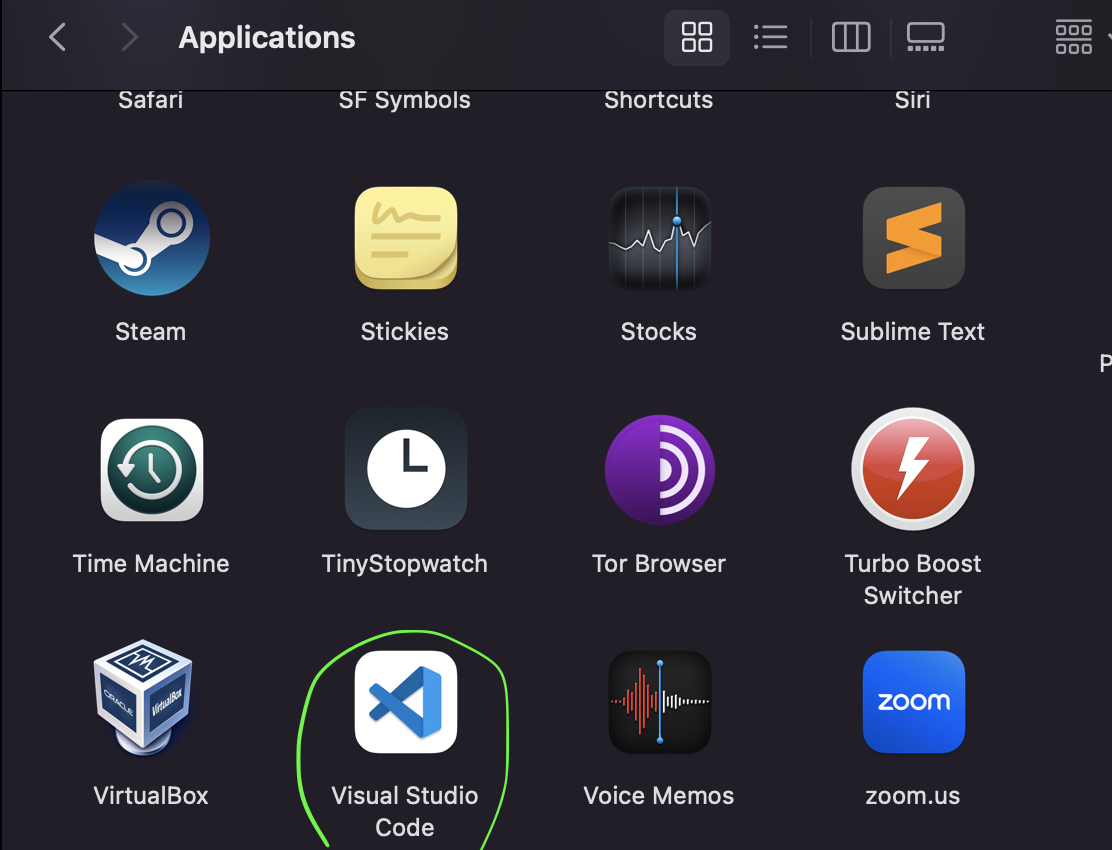 Applications
Safari
SF Symbols
Shortcuts
Siri
Steam
Stickies
Stocks
Sublime Text
P
Time Machine
TinyStopwatch
Tor Browser
Turbo Boost
Switcher
ORACLE
VirtualBox
zoom
VirtualBox
Visual Studio
Code
Voice Memos
zoom.us